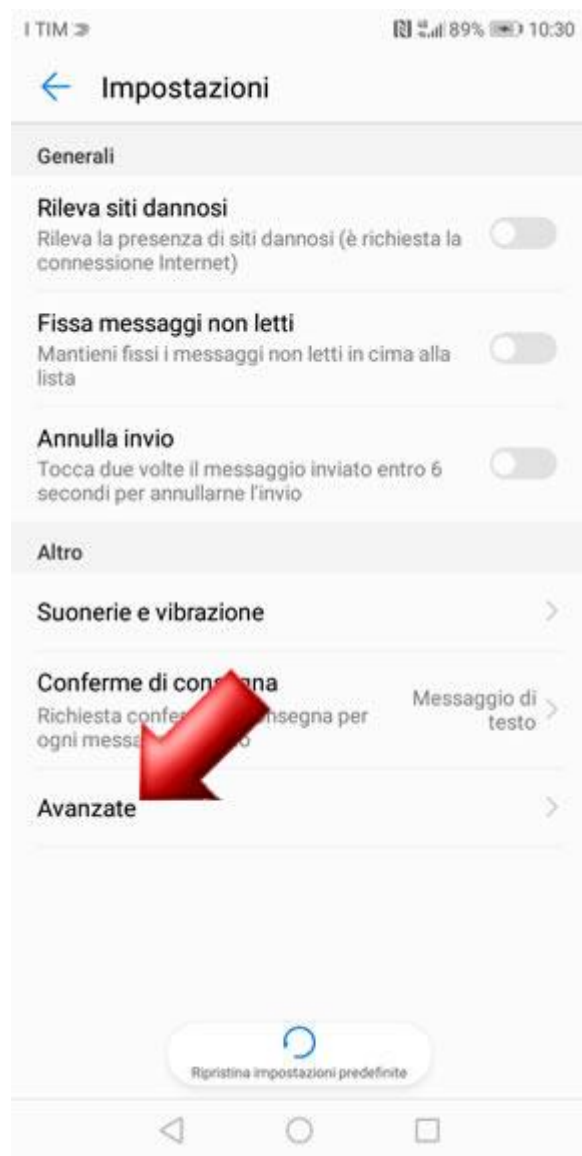 I TIM
89% 10:30
Impostazioni
Generali
Rileva siti dannosi
Rileva la presenza di siti dannosi (è richiesta la
connessione Internet)
Fissa messaggi non letti
Mantieni fissi i messaggi non letti in cima alla
lista
Annulla invio
Tocca due volte il messaggio inviato entro 6
secondi per annullarne l'invio
Altro
Suonerie e vibrazione
Conferme di
Richiesta per
ogni
Messaggio di
testo
Avanzate
Ripristina impostazioni predefinite